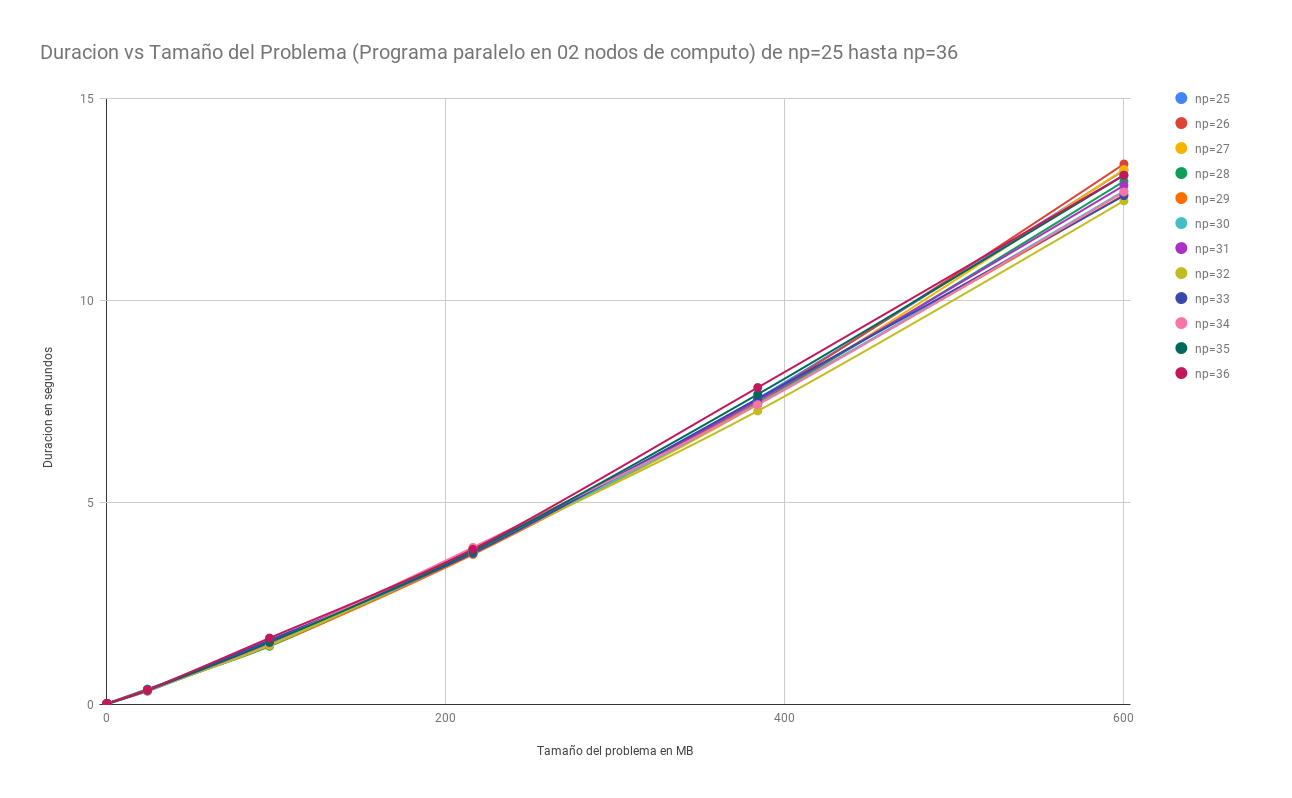 Duracion vs Tamaño del Problema (Programa paralelo en 02 nodos de computo) de np=25 hasta np=36
15
10
5
0
Duracion en segundos
0
200
400
600
Tamaño del problema en MB
np=25
np=26
np=27
np=28
np=29
np=30
np=31
np=32
np=33
np=34
np=35
np=36